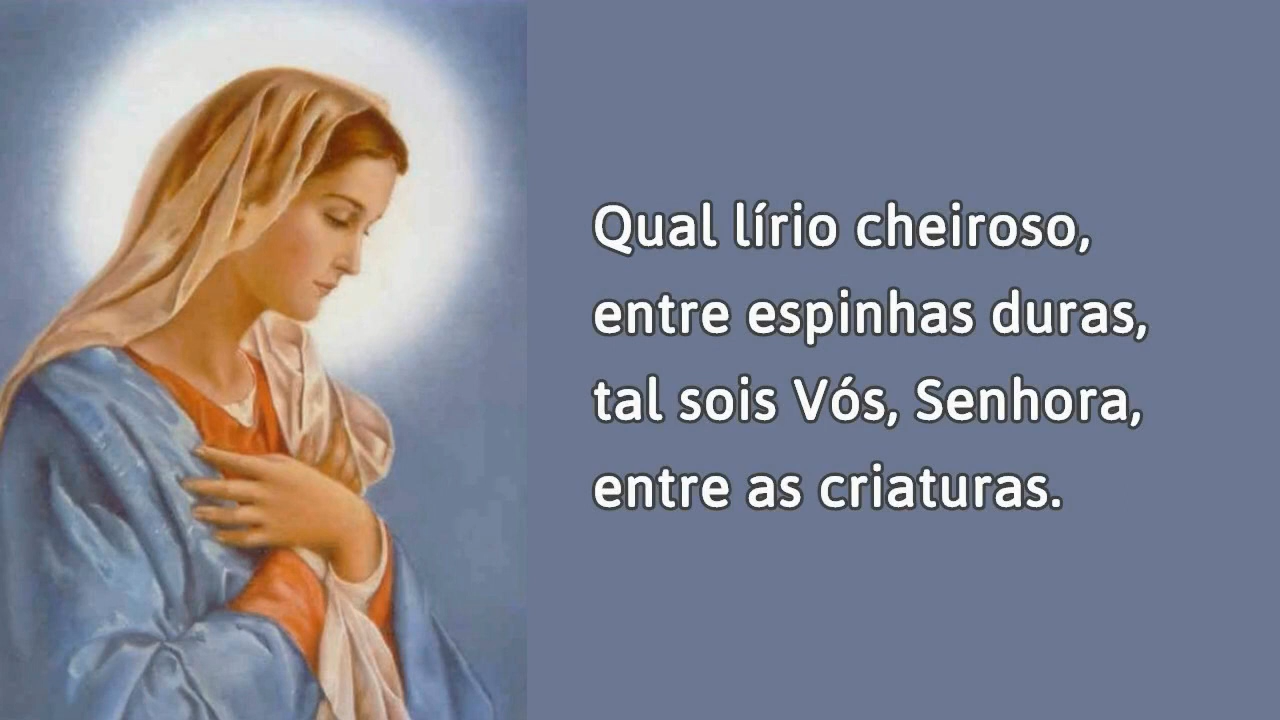 Qual lírio cheiroso,
entre espinhas duras,
tal sois Vós, Senhora,
entre as criaturas.